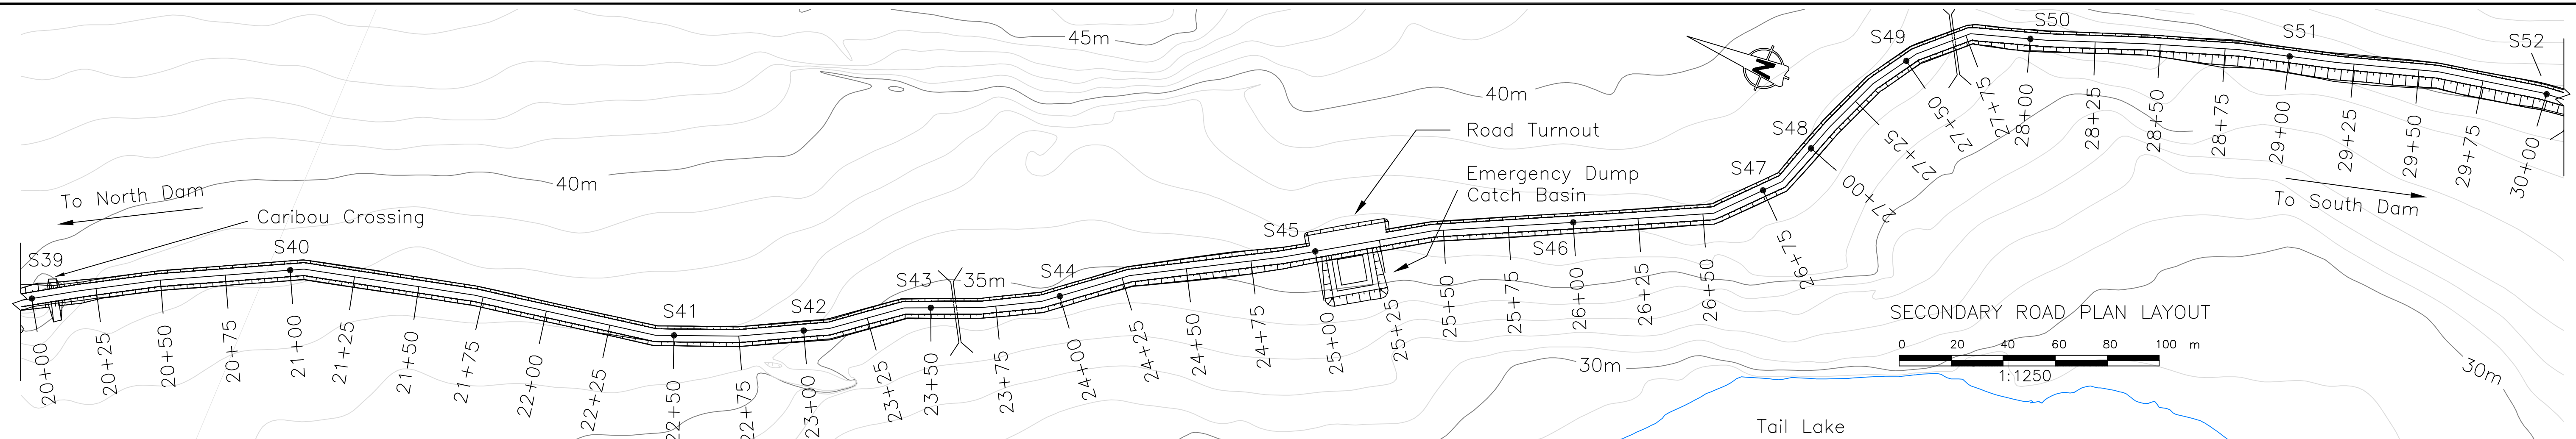 45m
40m
40m
35m
30m
30m
To North Dam
Caribou Crossing
Road Turnout
Emergency Dump
Catch Basin
To South Dam
N
S39
S40
S41
S42
S43
S44
S45
S46
S47
S48
S49
S50
S51
S52
20+00
20+25
20+50
20+75
21+00
21+25
21+50
21+75
22+00
22+25
22+50
22+75
23+00
23+25
23+50
23+75
24+00
24+25
24+50
24+75
25+00
25+25
25+50
25+75
26+00
26+25
26+50
26+75
27+00
27+25
27+50
27+75
28+00
28+25
28+50
28+75
29+00
29+25
29+50
29+75
30+00
SECONDARY ROAD PLAN LAYOUT
0 20 40 60 80 100 m
1:1250
Tail Lake